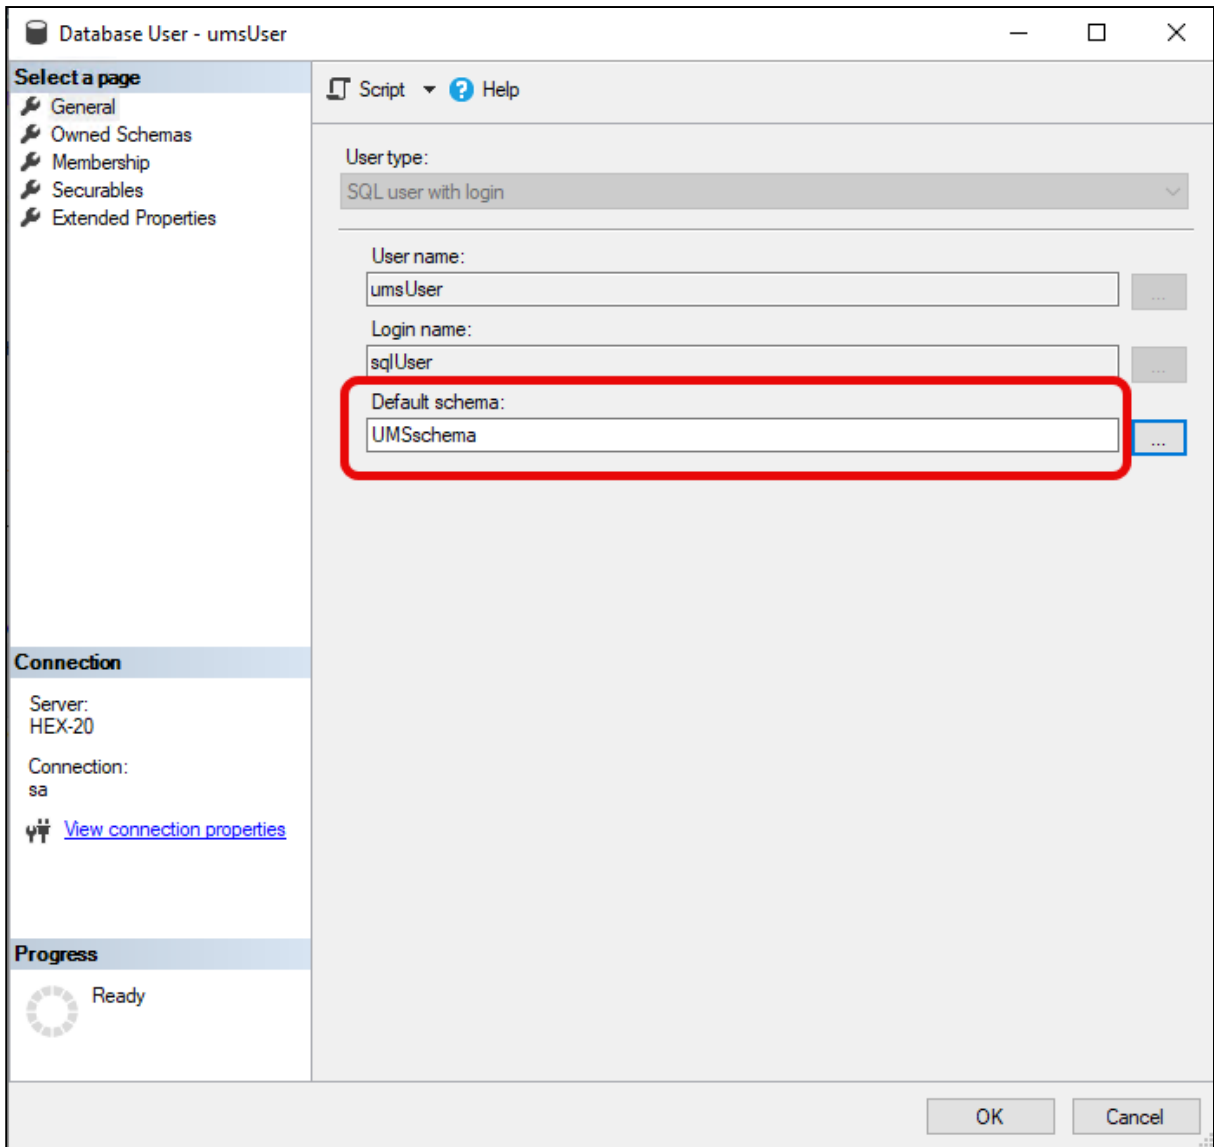 Database User - umsUser
Select a page
General
Owned Schemas
Membership
Securables
Extended Properties
Script
Help
User type:
SQL user with login
User name:
umsUser
...
Login name:
sqlUser
...
Default schema:
UMSschema
...
Connection
Server:
HEX-20
Connection:
sa
View connection properties
Progress
Ready
OK
Cancel